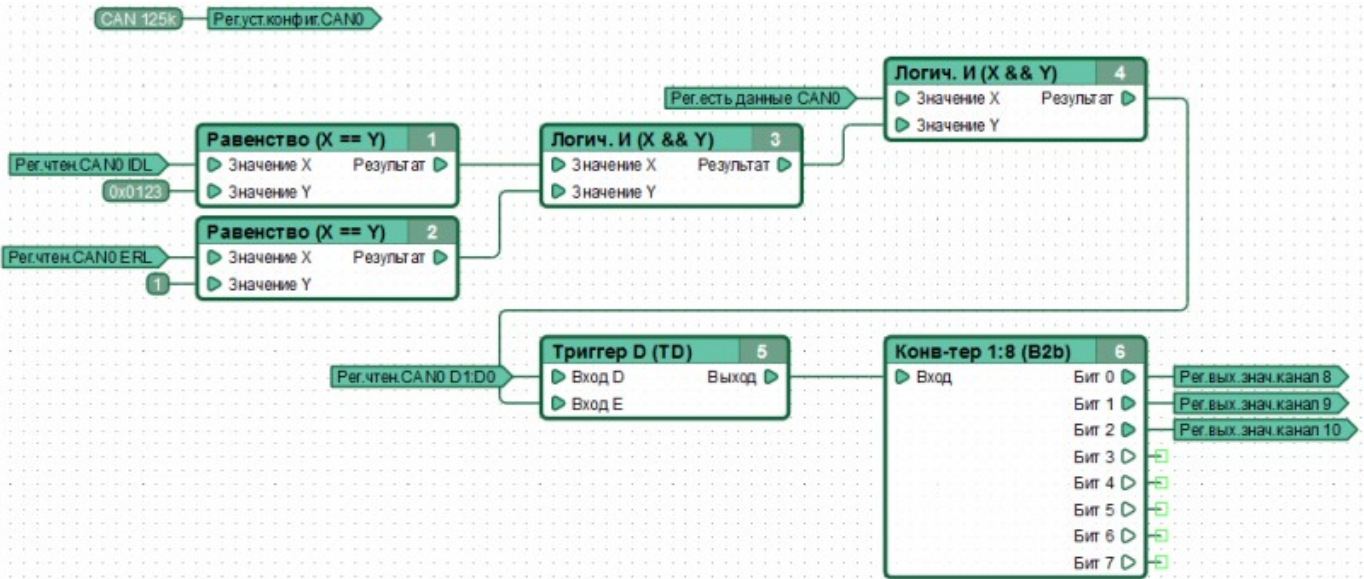 CAN 125k Рег.уст.конфиг.CAN0
Логич. И (X && Y) 4
Рег.есть данные CAN0 Значение X Результат
Значение Y
Равенство (X == Y) 1
Рег.чтен.CAN0 IDL Значение X Результат
0x0123 Значение Y
Логич. И (X && Y) 3
Значение X Результат
Значение Y
Равенство (X == Y) 2
Рег.чтен.CAN0 ERL Значение X Результат
1 Значение Y
Триггер D (TD) 5
Рег.чтен.CAN0 D1:D0 Вход D Выход
Вход E
Конв-тер 1:8 (B2b) 6
Вход Бит 0 Рег.вых.знач.канал 8
Бит 1 Рег.вых.знач.канал 9
Бит 2 Рег.вых.знач.канал 10
Бит 3
Бит 4
Бит 5
Бит 6
Бит 7